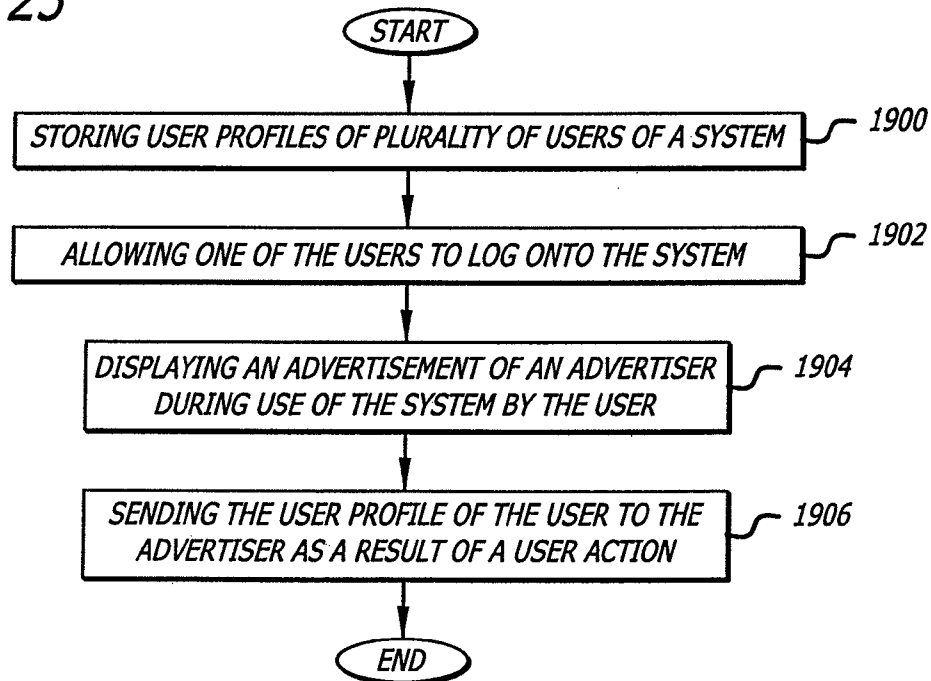 25
START
STORING USER PROFILES OF PLURALITY OF USERS OF A SYSTEM
1900
ALLOWING ONE OF THE USERS TO LOG ONTO THE SYSTEM
1902
DISPLAYING AN ADVERTISEMENT OF AN ADVERTISER
DURING USE OF THE SYSTEM BY THE USER
1904
SENDING THE USER PROFILE OF THE USER TO THE
ADVERTISER AS A RESULT OF A USER ACTION
1906
END